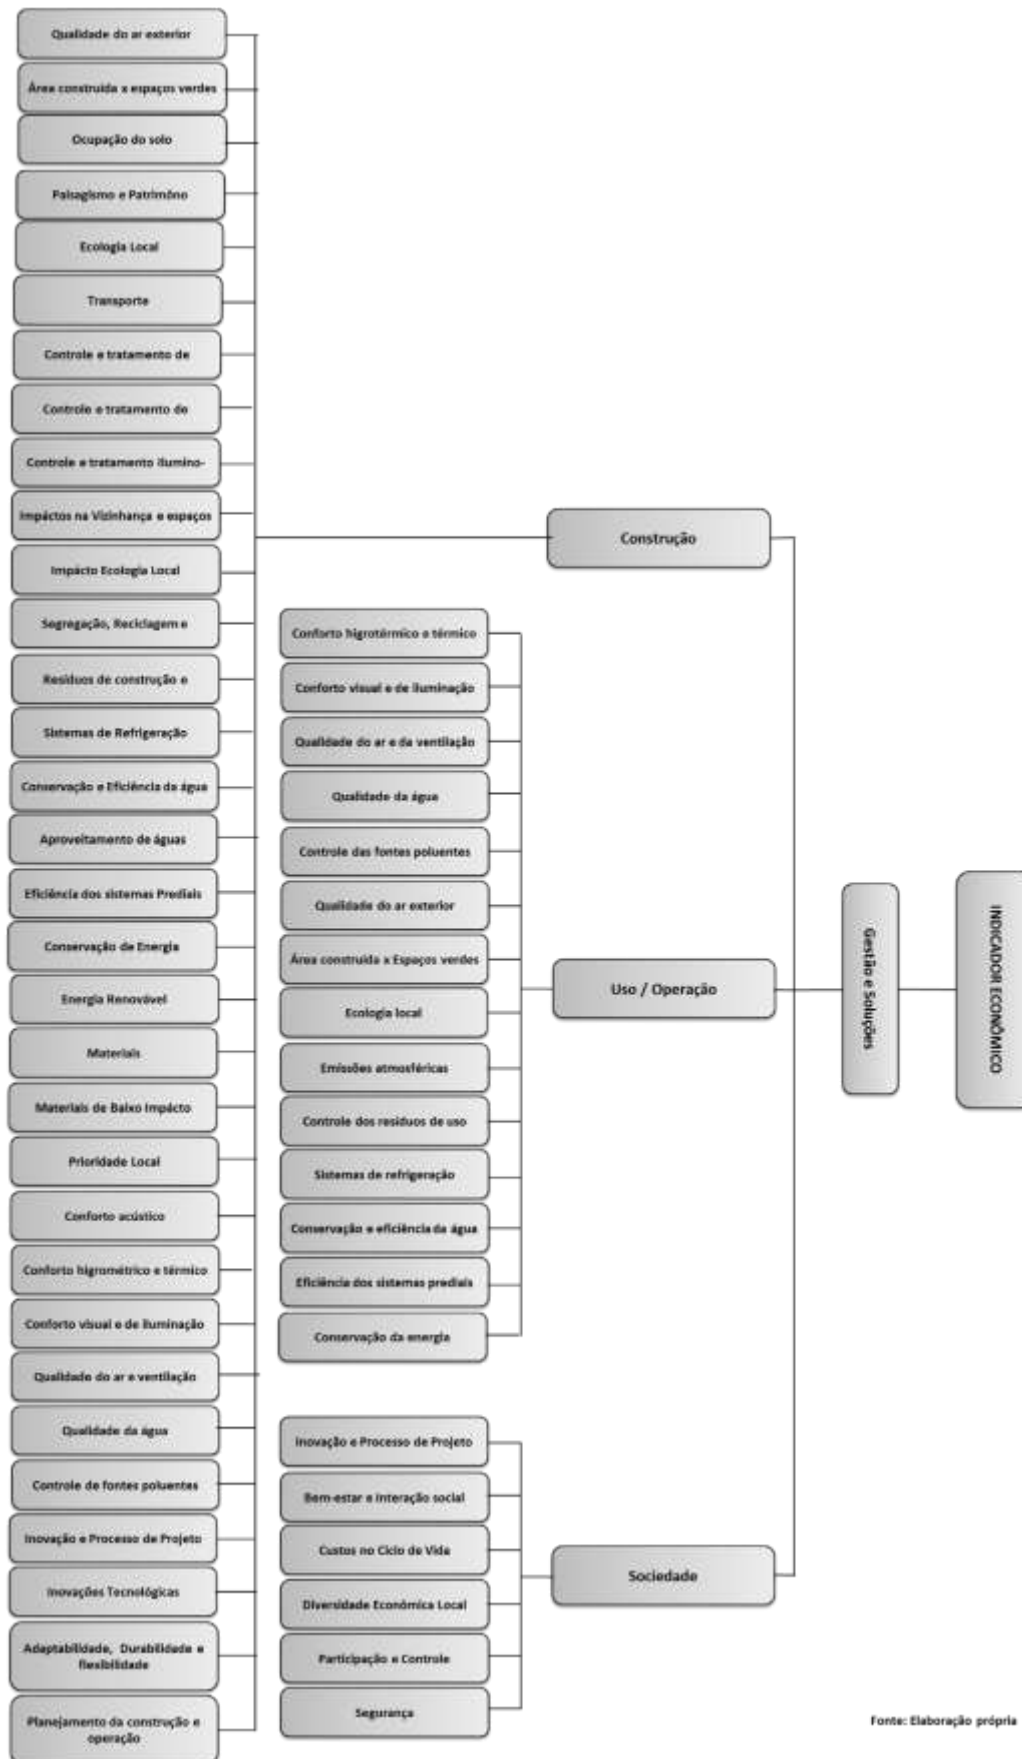 Qualidade do ar exterior
Área construída x espaços verdes
Ocupação do solo
Paisagismo e Patrimôno
Ecologia Local
Transporte
Controle e tratamento de
Controle e tratamento de
Controle e tratamento ilumino-
Impáctos na Vizinhança e espaços
Impácto Ecologia Local
Segregação, Reciclagem e
Resíduos de construção e
Sistemas de Refrigeração
Conservação e Eficiência da água
Aproveitamento de águas
Eficiência dos sistemas Prediais
Conservação de Energia
Energia Renovável
Materiais
Materiais de Baixo Impácto
Prioridade Local
Conforto acústico
Conforto higrométrico e térmico
Conforto visual e de iluminação
Qualidade do ar e ventilação
Qualidade da água
Controle de fontes poluentes
Inovação e Processo de Projeto
Inovações Tecnológicas
Adaptabilidade, Durabilidade e
flexibilidade
Planejamento da construção e
operação
Construção
Conforto higrotérmico e térmico
Conforto visual e de iluminação
Qualidade do ar e da ventilação
Qualidade da água
Controle das fontes poluentes
Qualidade do ar exterior
Área construída x Espaços verdes
Ecologia local
Emissões atmosféricas
Controle dos resíduos de uso
Sistemas de refrigeração
Conservação e eficiência da água
Eficiência dos sistemas prediais
Conservação da energia
Uso / Operação
Inovação e Processo de Projeto
Bem-estar e interação social
Custos no Ciclo de Vida
Diversidade Econômica Local
Participação e Controle
Segurança
Sociedade
Gestão e Soluções
INDICADOR ECONÔMICO
Fonte: Elaboração própria